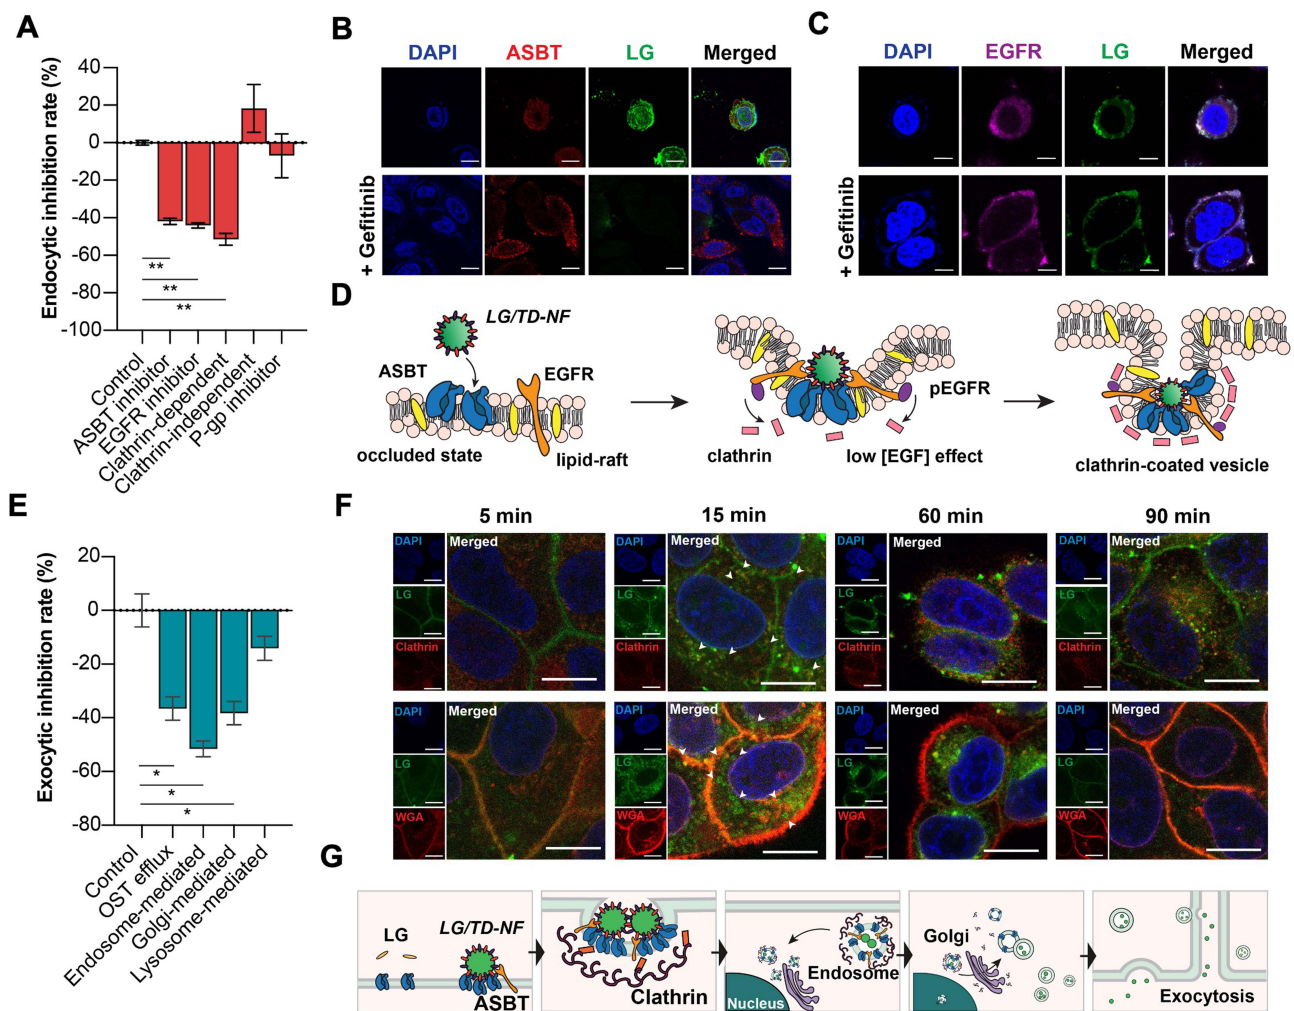 A
Endocytic inhibition rate (%)
40
20
0
-20
-40
-60
-80
-100
**
**
**
Control
ASBT inhibitor
EGFR inhibitor
Clathrin-dependent
Clathrin-independent
P-gp inhibitor
B
DAPI ASBT LG Merged
+ Gefitinib
C
DAPI EGFR LG Merged
+ Gefitinib
D
LG/TD-NF
ASBT
EGFR
occluded state
lipid-raft
pEGFR
clathrin
low [EGF] effect
clathrin-coated vesicle
E
Exocytic inhibition rate (%)
20
0
-20
-40
-60
-80
*
*
*
Control
OST efflux
Endosome-mediated
Golgi-mediated
Lysosome-mediated
F
5 min 15 min 60 min 90 min
DAPI Merged DAPI Merged DAPI Merged DAPI Merged
LG LG LG LG
Clathrin Clathrin Clathrin Clathrin
DAPI Merged DAPI Merged DAPI Merged DAPI Merged
LG LG LG LG
WGA WGA WGA WGA
G
LG
LG/TD-NF
ASBT
Clathrin
Endosome
Nucleus
Golgi
Exocytosis